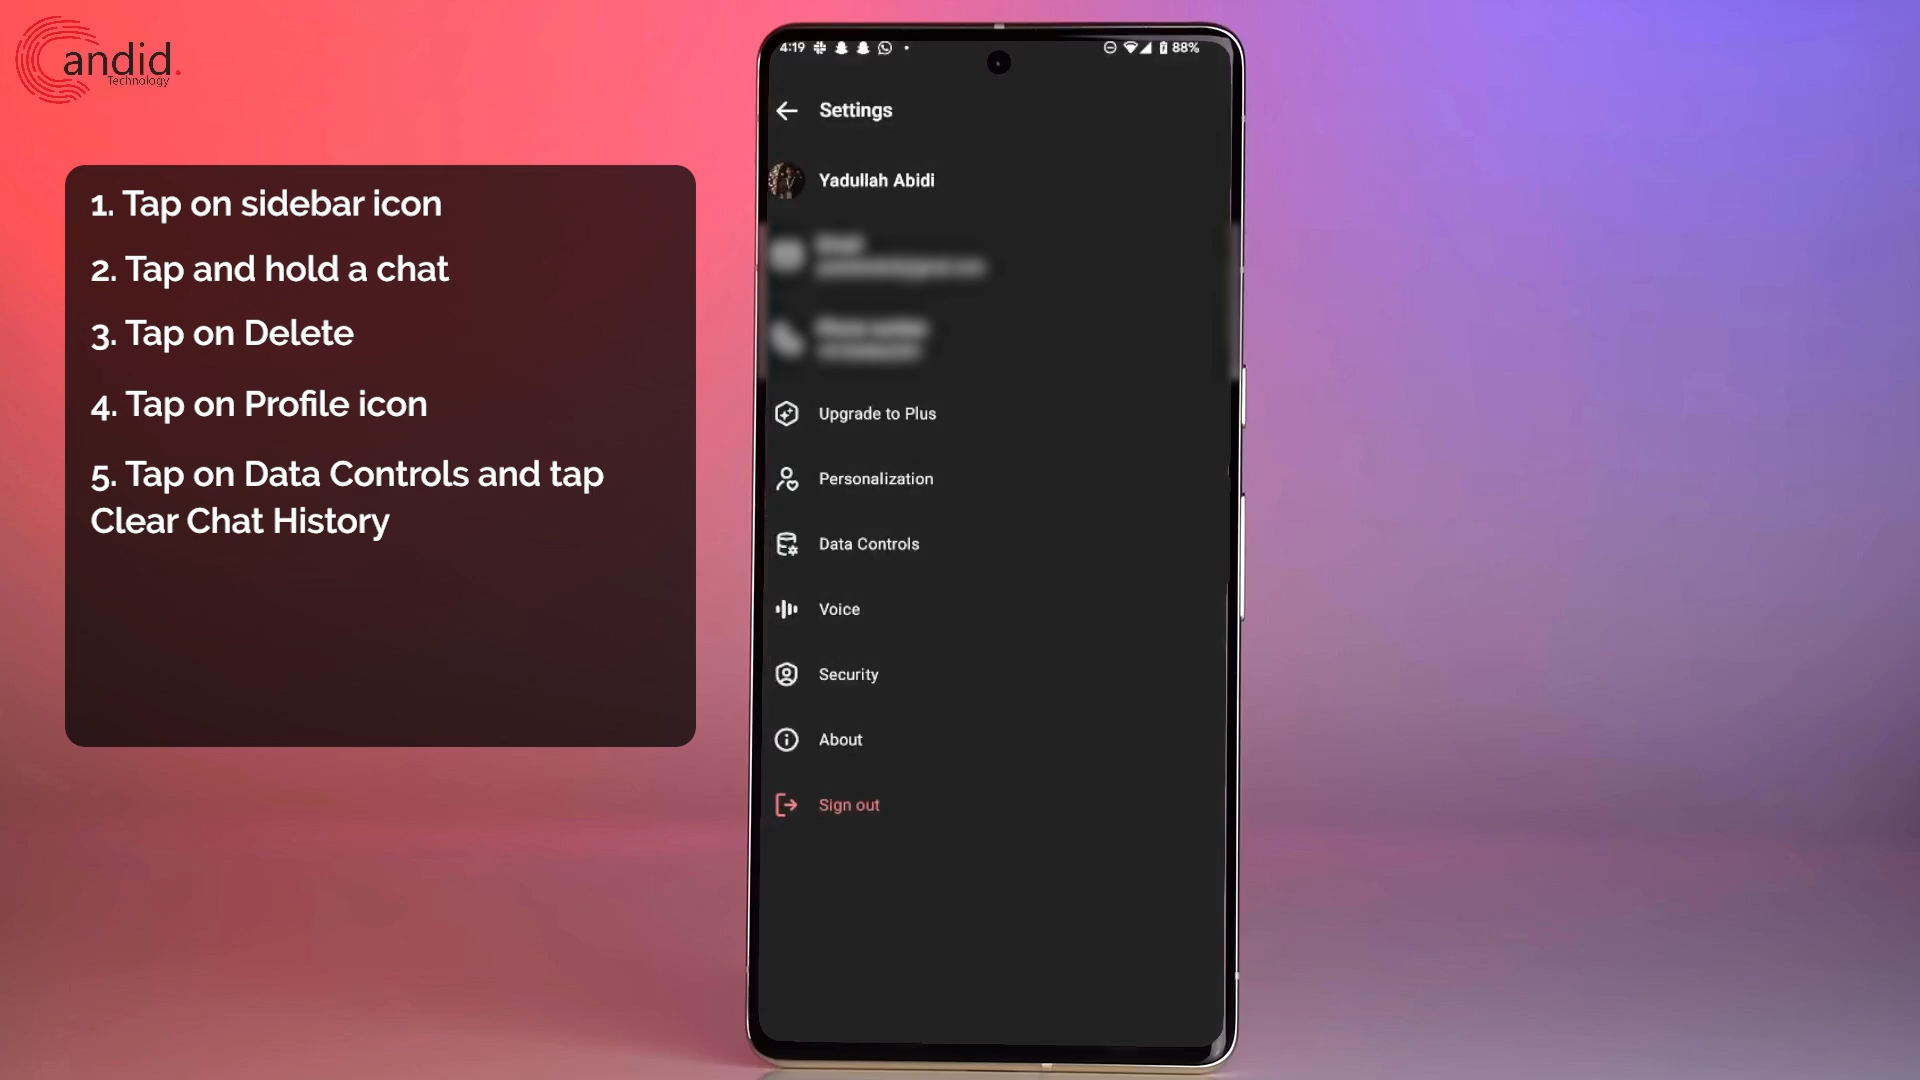 Candid.
Technology
1. Tap on sidebar icon
2. Tap and hold a chat
3. Tap on Delete
4. Tap on Profile icon
5. Tap on Data Controls and tap
Clear Chat History
4:19
88%
Settings
Yadullah Abidi
Upgrade to Plus
Personalization
Data Controls
Voice
Security
About
Sign out